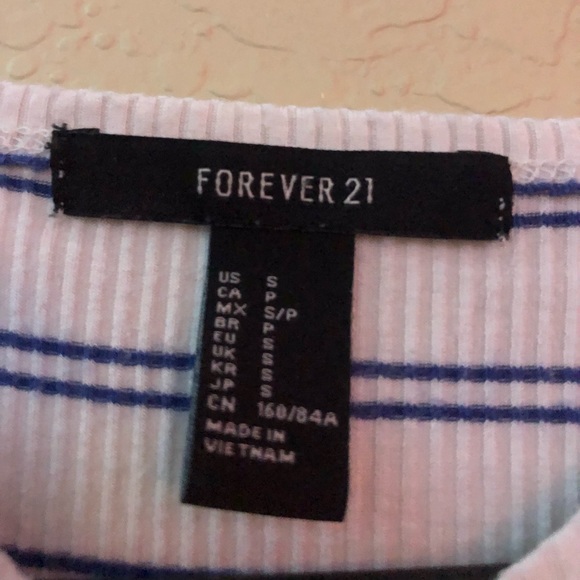 FOREVER 21
US S
CA P
MX S/P
BR P
EU S
UK S
KR S
JP S
CN 160/84A
MADE IN
VIETNAM